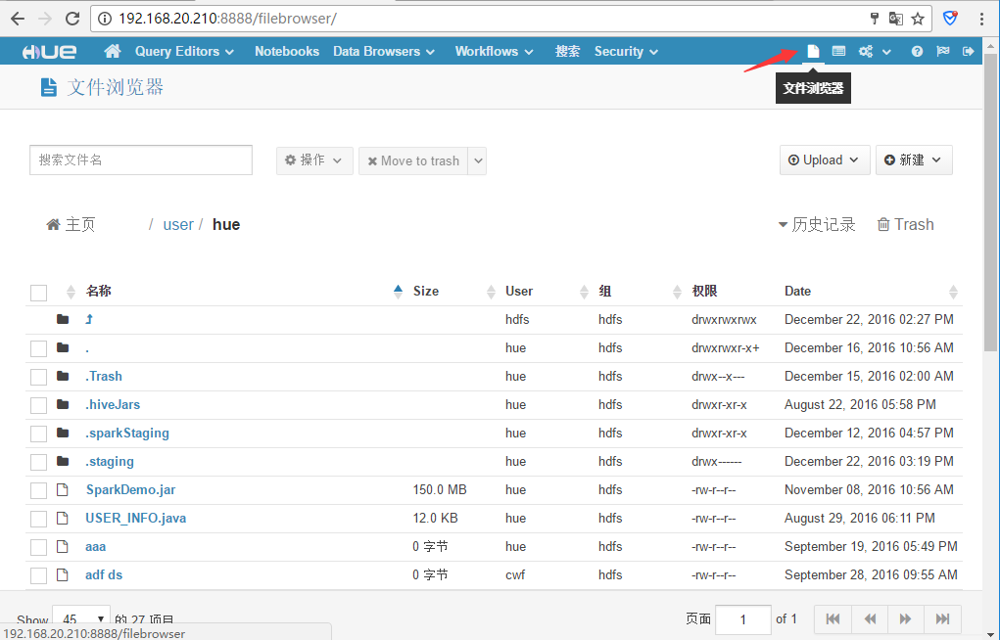 192.168.20.210:8888/filebrowser/
HUE Query Editors Notebooks Data Browsers Workflows 搜索 Security
文件浏览器
文件浏览器
搜索文件名 操作 Move to trash Upload 新建
主页 / user / hue 历史记录 Trash
名称 Size User 组 权限 Date
hdfs hdfs drwxrwxrwx December 22, 2016 02:27 PM
. hue hdfs drwxrwxr-x+ December 16, 2016 10:56 AM
.Trash hue hdfs drwx--x--- December 15, 2016 02:00 AM
.hiveJars hue hdfs drwxr-xr-x August 22, 2016 05:58 PM
.sparkStaging hue hdfs drwxr-xr-x December 12, 2016 04:57 PM
.staging hue hdfs drwx------ December 22, 2016 03:19 PM
SparkDemo.jar 150.0 MB hue hdfs -rw-r--r-- November 08, 2016 10:56 AM
USER_INFO.java 12.0 KB hue hdfs -rw-r--r-- August 29, 2016 06:11 PM
aaa 0 字节 hue hdfs -rw-r--r-- September 19, 2016 05:49 PM
adf ds 0 字节 cwf hdfs -rw-r--r-- September 28, 2016 09:55 AM
Show 45 的 27 项目 页面 1 of 1
192.168.20.210:8888/filebrowser